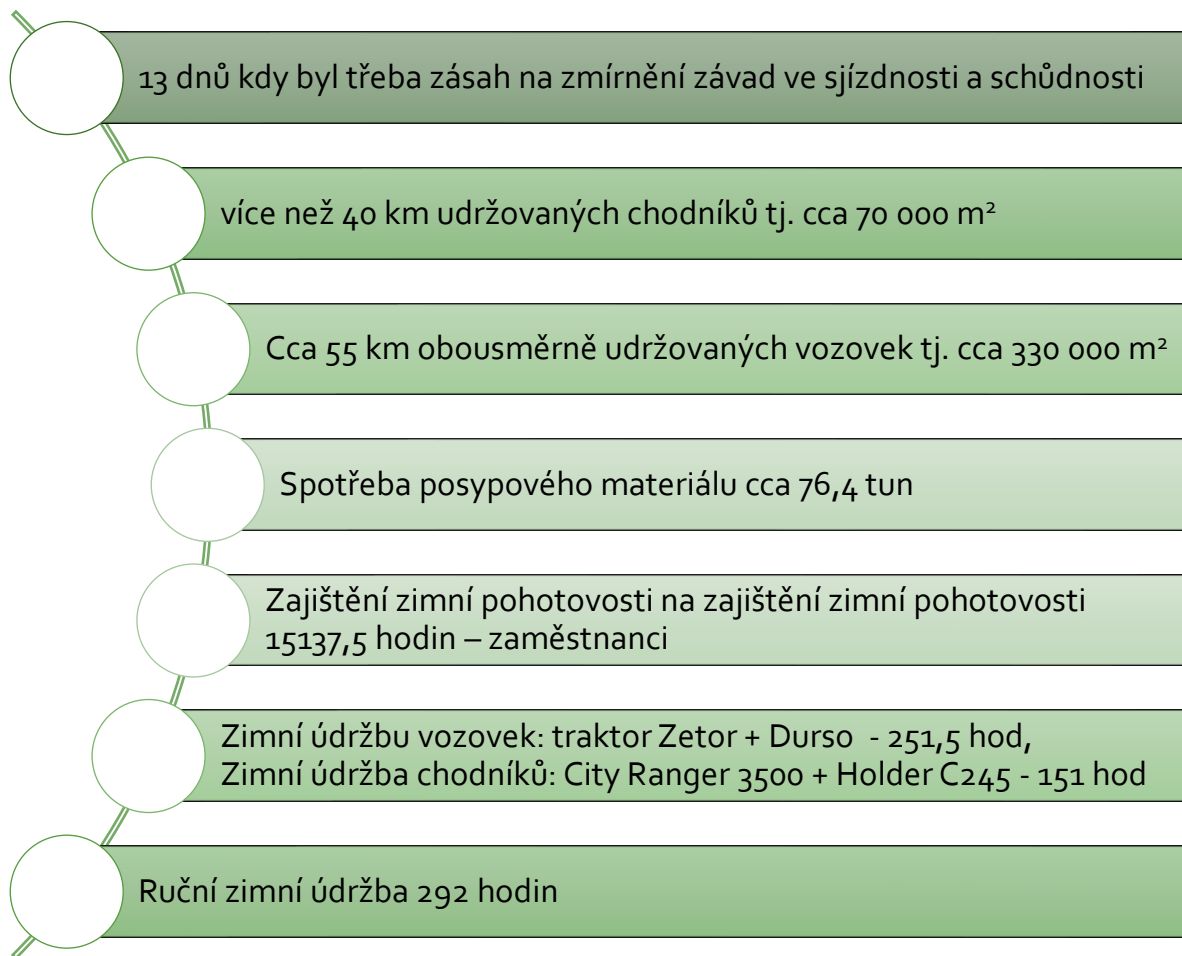 13 dnů kdy byl třeba zásah na zmírnění závad ve sjízdnosti a schůdnosti
více než 40 km udržovaných chodníků tj. cca 70 000 m²
Cca 55 km obousměrně udržovaných vozovek tj. cca 330 000 m²
Spotřeba posypového materiálu cca 76,4 tun
Zajištění zimní pohotovosti na zajištění zimní pohotovosti
15137,5 hodin – zaměstnanci
Zimní údržbu vozovek: traktor Zetor + Durso - 251,5 hod,
Zimní údržba chodníků: City Ranger 3500 + Holder C245 - 151 hod
Ruční zimní údržba 292 hodin